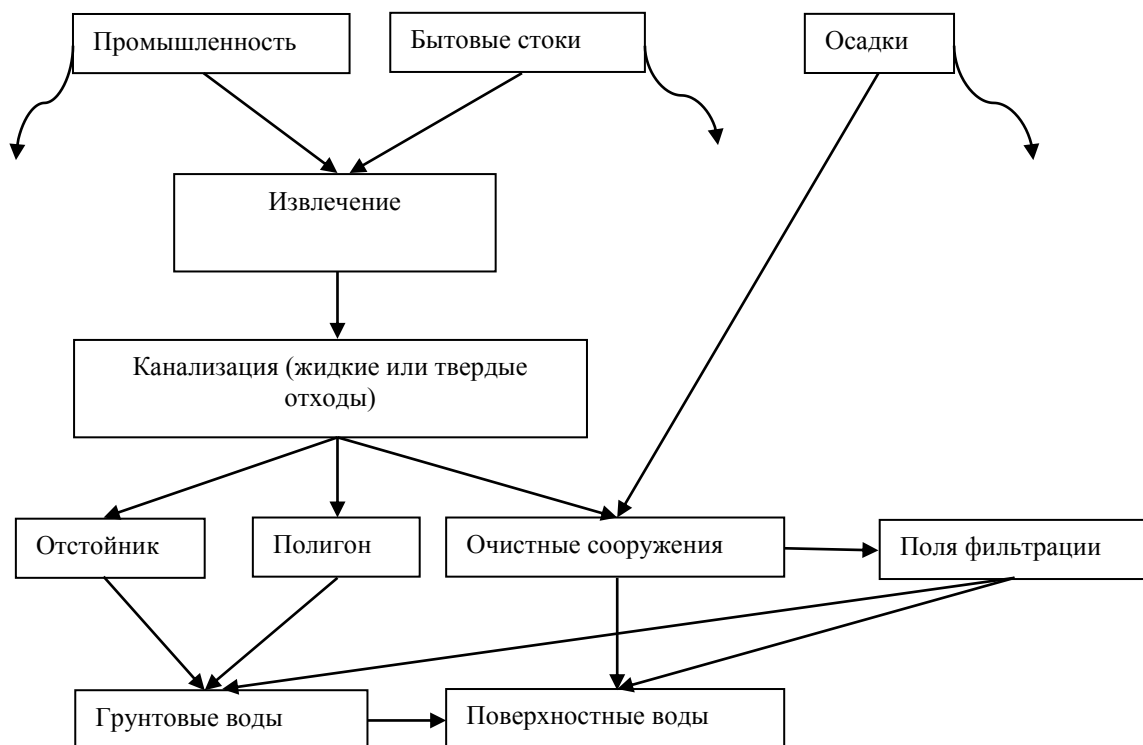 Промышленность
Бытовые стоки
Осадки
Извлечение
Канализация (жидкие или твердые
отходы)
Отстойник
Полигон
Очистные сооружения
Поля фильтрации
Грунтовые воды
Поверхностные воды